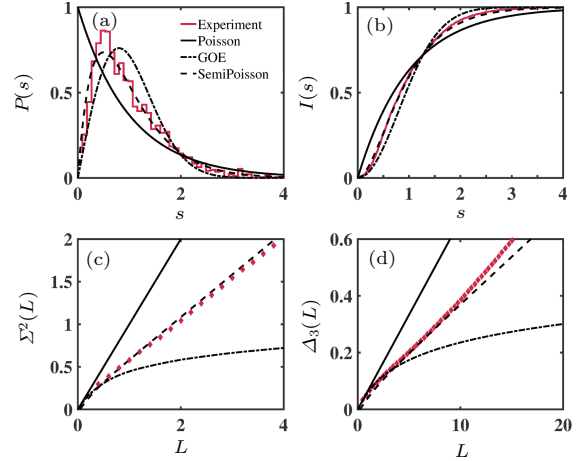 (a)
Experiment
Poisson
GOE
SemiPoisson
P(s)
1
0.5
0
0 2 4
s
(b)
I(s)
1
0.5
0
0 1 2 3 4
s
(c)
Σ²(L)
2
1.5
1
0.5
0
0 2 4
L
(d)
Δ₃(L)
0.6
0.4
0.2
0
0 10 20
L